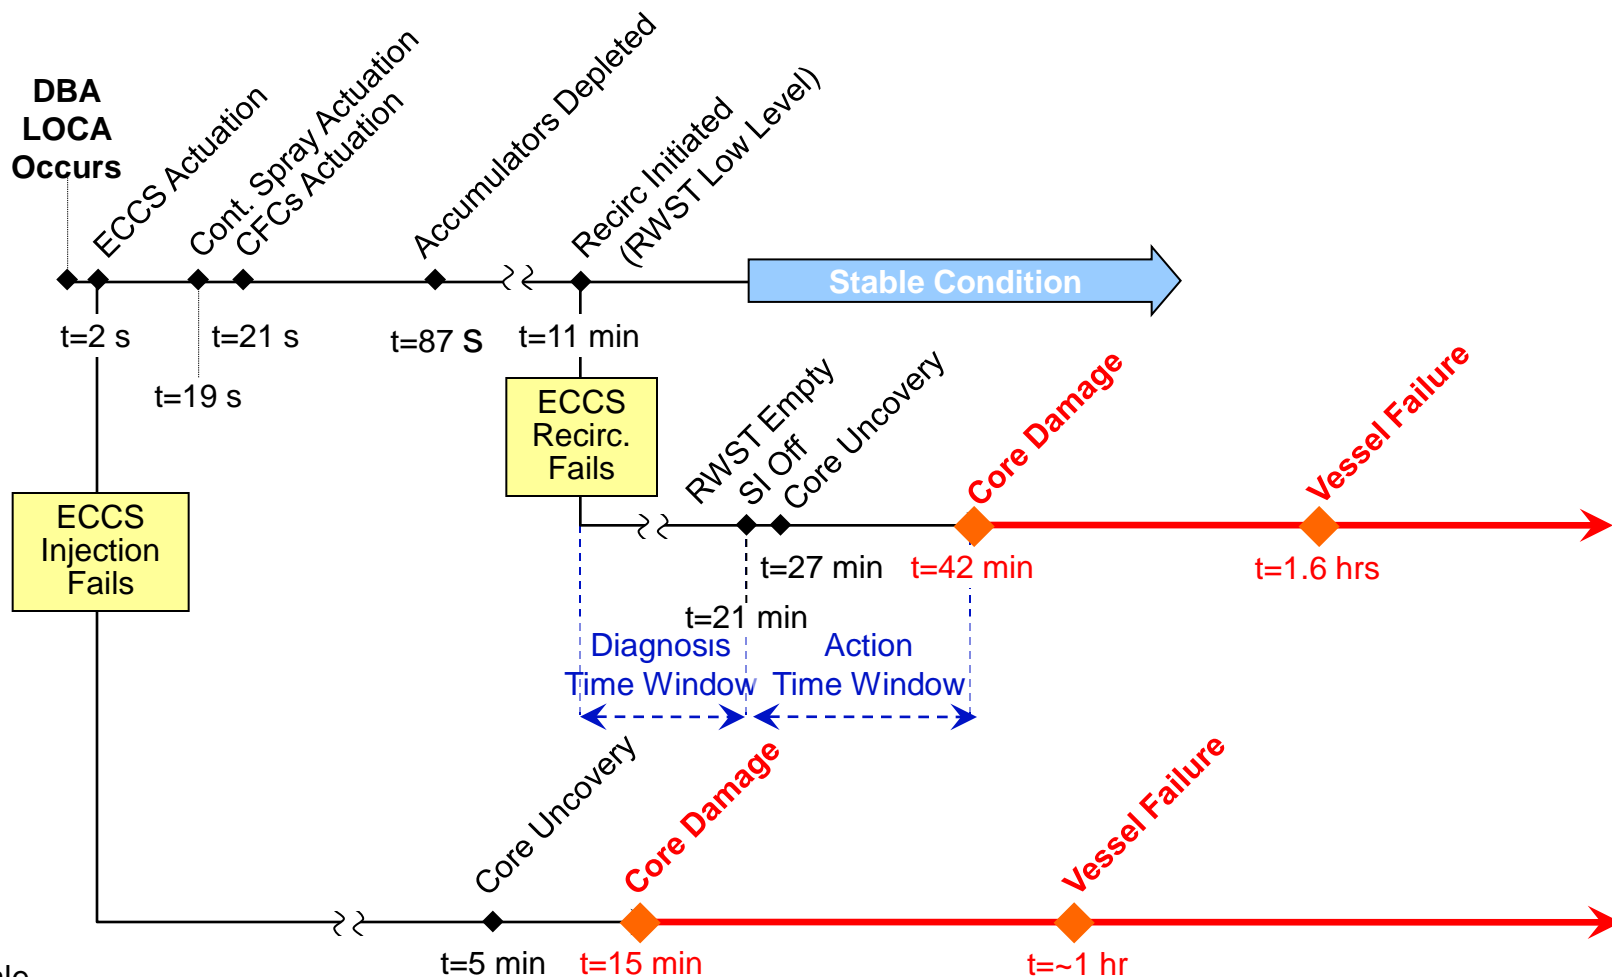 DBA
LOCA
Occurs
ECCS Actuation
Cont. Spray Actuation
CFCs Actuation
Accumulators Depleted
Recirc Initiated
(RWST Low Level)
Stable Condition
t=2 s
t=19 s
t=21 s
t=87 s
t=11 min
ECCS
Recirc.
Fails
RWST Empty
SI Off
Core Uncovery
Core Damage
Vessel Failure
t=27 min
t=42 min
t=1.6 hrs
t=21 min
Diagnosis
Time Window
Action
Time Window
ECCS
Injection
Fails
Core Uncovery
Core Damage
Vessel Failure
t=5 min
t=15 min
t=~1 hr